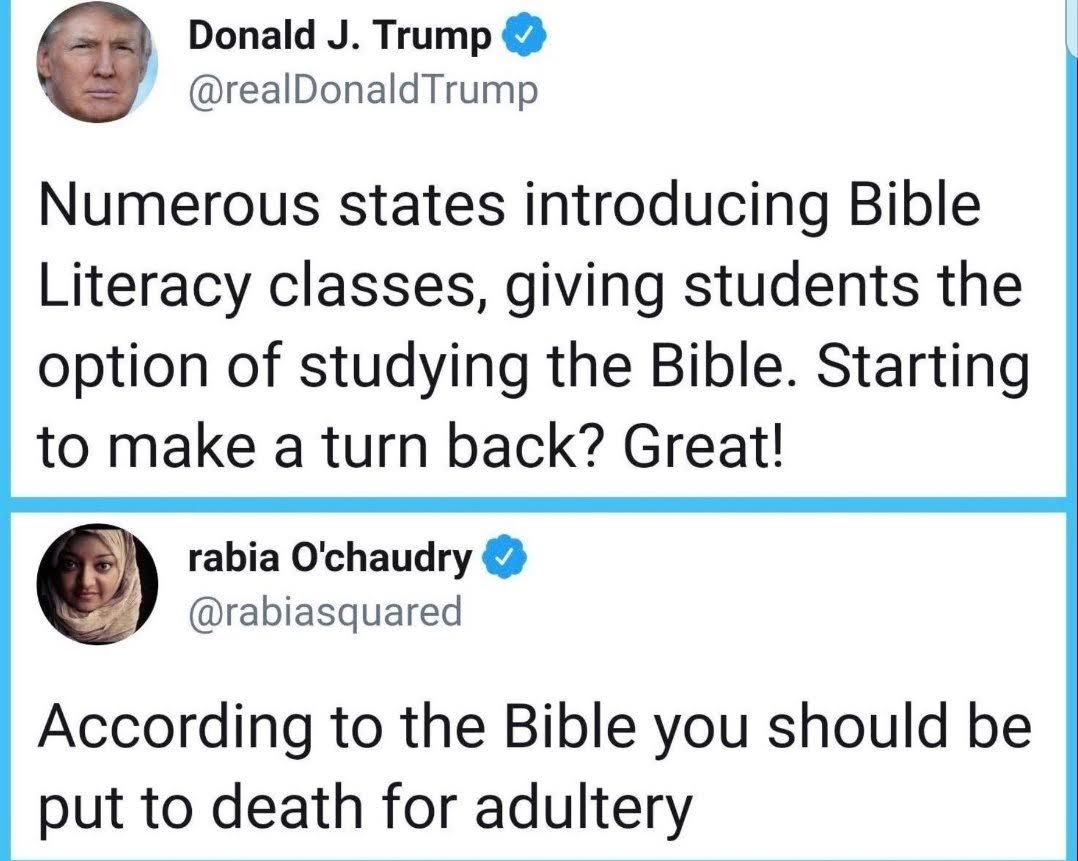 Donald J. Trump
@realDonaldTrump
Numerous states introducing Bible
Literacy classes, giving students the
option of studying the Bible. Starting
to make a turn back? Great!
rabia O'chaudry
@rabiasquared
According to the Bible you should be
put to death for adultery